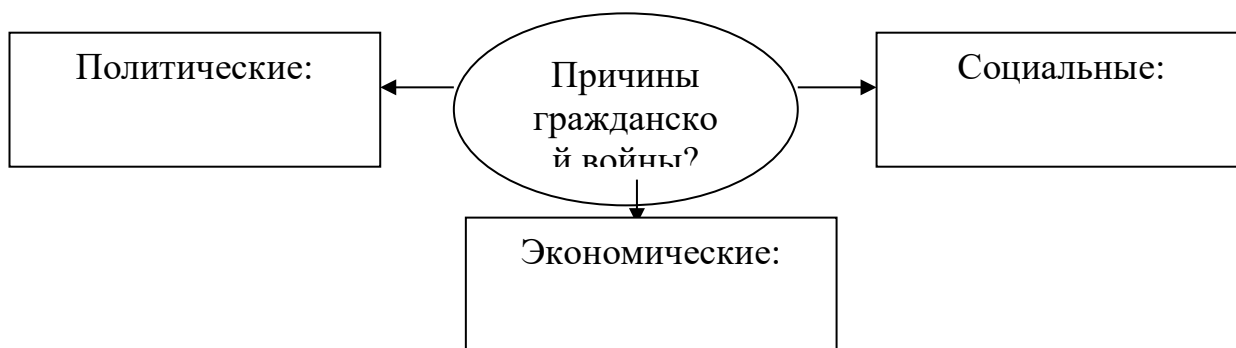 Политические:
Причины
гражданско
й войны?
Социальные:
Экономические: